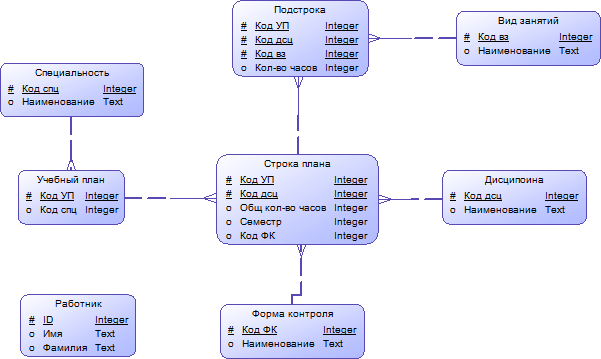 Подстрока
# Код УП Integer
# Код дсц Integer
# Код вз Integer
o Кол-во часов Integer
Вид занятий
# Код вз Integer
o Наименование Text
Специальность
# Код спц Integer
o Наименование Text
Учебный план
# Код УП Integer
o Код спц Integer
Строка плана
# Код УП Integer
# Код дсц Integer
o Общ кол-во часов Integer
o Семестр Integer
o Код ФК Integer
Дисципоина
# Код дсц Integer
o Наименование Text
Работник
# ID Integer
o Имя Text
o Фамилия Text
Форма контроля
# Код ФК Integer
o Наименование Text